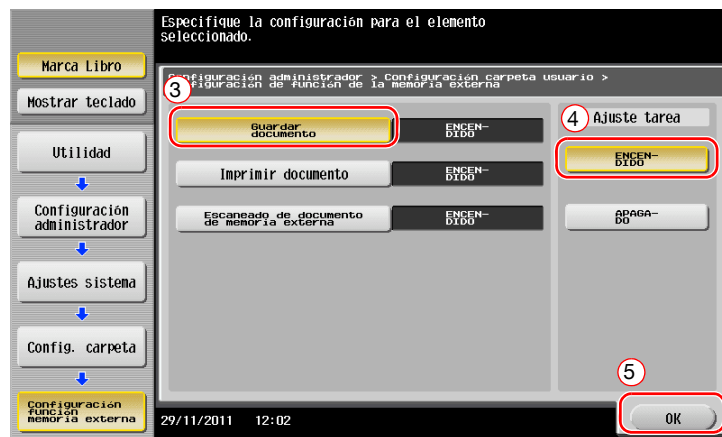 Especifique la configuración para el elemento
seleccionado.
Marca Libro
Mostrar teclado
Utilidad
Configuración
administrador
Ajustes sistema
Config. carpeta
Configuración
función
memoria externa
Configuración administrador > Configuración carpeta usuario >
Configuración de función de la memoria externa
3
Guardar
documento
ENCEN-
DIDO
Imprimir documento
ENCEN-
DIDO
Escaneado de documento
de memoria externa
ENCEN-
DIDO
4
Ajuste tarea
ENCEN-
DIDO
APAGA-
DO
5
29/11/2011 12:02
OK